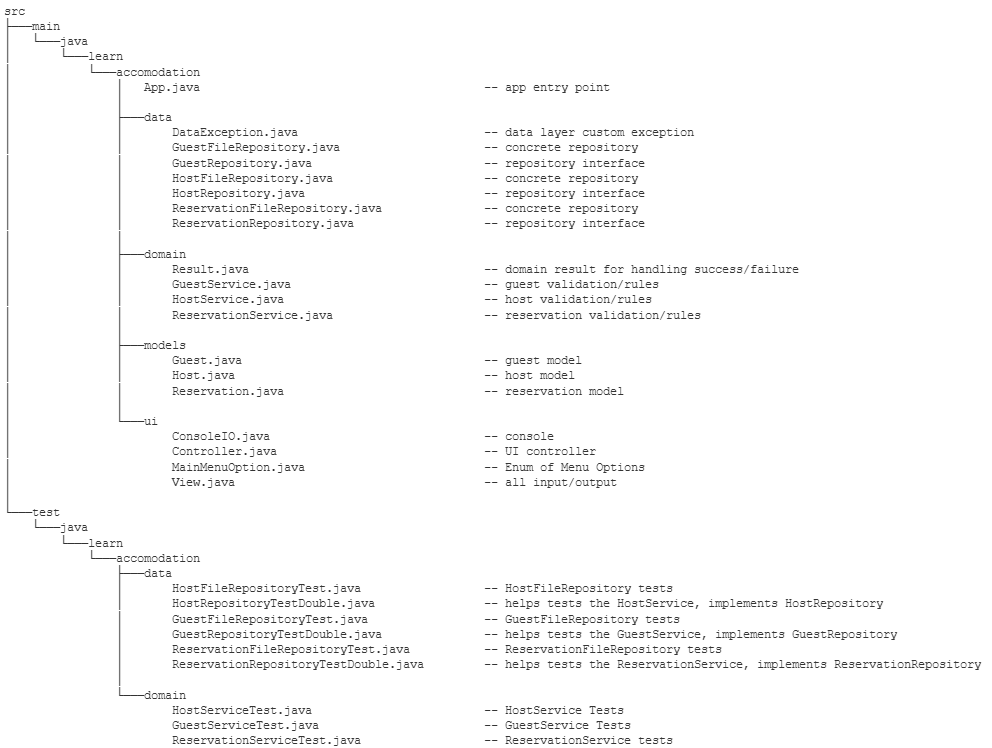 src
├───main
│   └───java
│       └───learn
│           └───accomodation
│               │   App.java                                        -- app entry point
│               │
│               ├───data
│               │       DataException.java                          -- data layer custom exception
│               │       GuestFileRepository.java                    -- concrete repository
│               │       GuestRepository.java                        -- repository interface
│               │       HostFileRepository.java                     -- concrete repository
│               │       HostRepository.java                         -- repository interface
│               │       ReservationFileRepository.java              -- concrete repository
│               │       ReservationRepository.java                  -- repository interface
│               │
│               ├───domain
│               │       Result.java                                 -- domain result for handling success/failure
│               │       GuestService.java                           -- guest validation/rules
│               │       HostService.java                            -- host validation/rules
│               │       ReservationService.java                     -- reservation validation/rules
│               │
│               ├───models
│               │       Guest.java                                  -- guest model
│               │       Host.java                                   -- host model
│               │       Reservation.java                            -- reservation model
│               │
│               └───ui
│                       ConsoleIO.java                              -- console
│                       Controller.java                             -- UI controller
│                       MainMenuOption.java                         -- Enum of Menu Options
│                       View.java                                   -- all input/output
│
└───test
    └───java
        └───learn
            └───accomodation
                ├───data
                │       HostFileRepositoryTest.java                 -- HostFileRepository tests
                │       HostRepositoryTestDouble.java               -- helps tests the HostService, implements HostRepository
                │       GuestFileRepositoryTest.java                -- GuestFileRepository tests
                │       GuestRepositoryTestDouble.java              -- helps tests the GuestService, implements GuestRepository
                │       ReservationFileRepositoryTest.java          -- ReservationFileRepository tests
                │       ReservationRepositoryTestDouble.java        -- helps tests the ReservationService, implements ReservationRepository
                │
                └───domain
                        HostServiceTest.java                        -- HostService Tests
                        GuestServiceTest.java                       -- GuestService Tests
                        ReservationServiceTest.java                 -- ReservationService tests